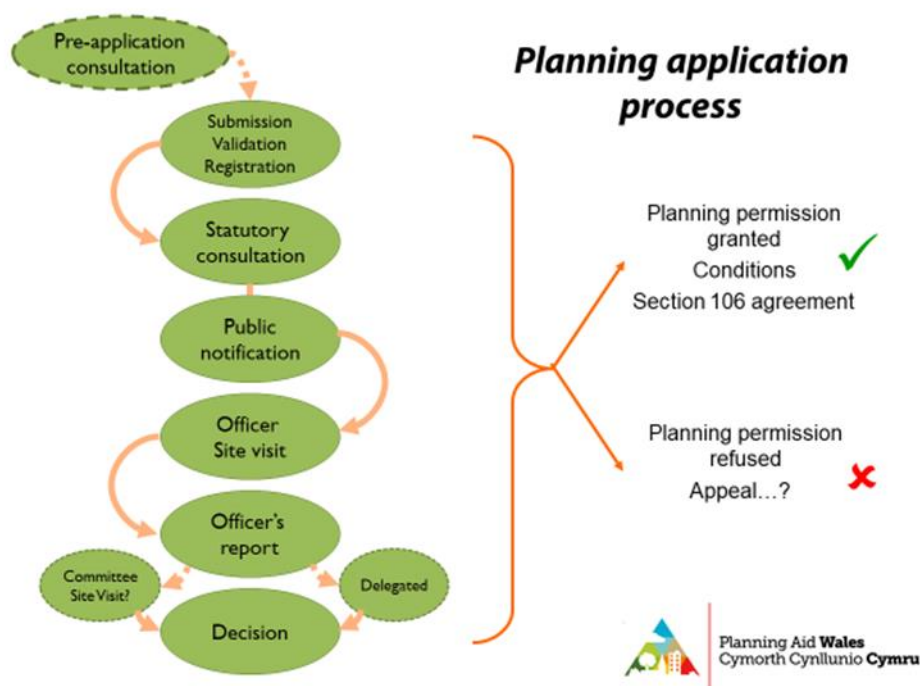 Planning application
process
Pre-application
consultation
Submission
Validation
Registration
Statutory
consultation
Public
notification
Officer
Site visit
Officer's
report
Committee
Site Visit?
Delegated
Decision
Planning permission
granted
Conditions
Section 106 agreement
Planning permission
refused
Appeal...?
Planning Aid Wales
Cymorth Cynllunio Cymru